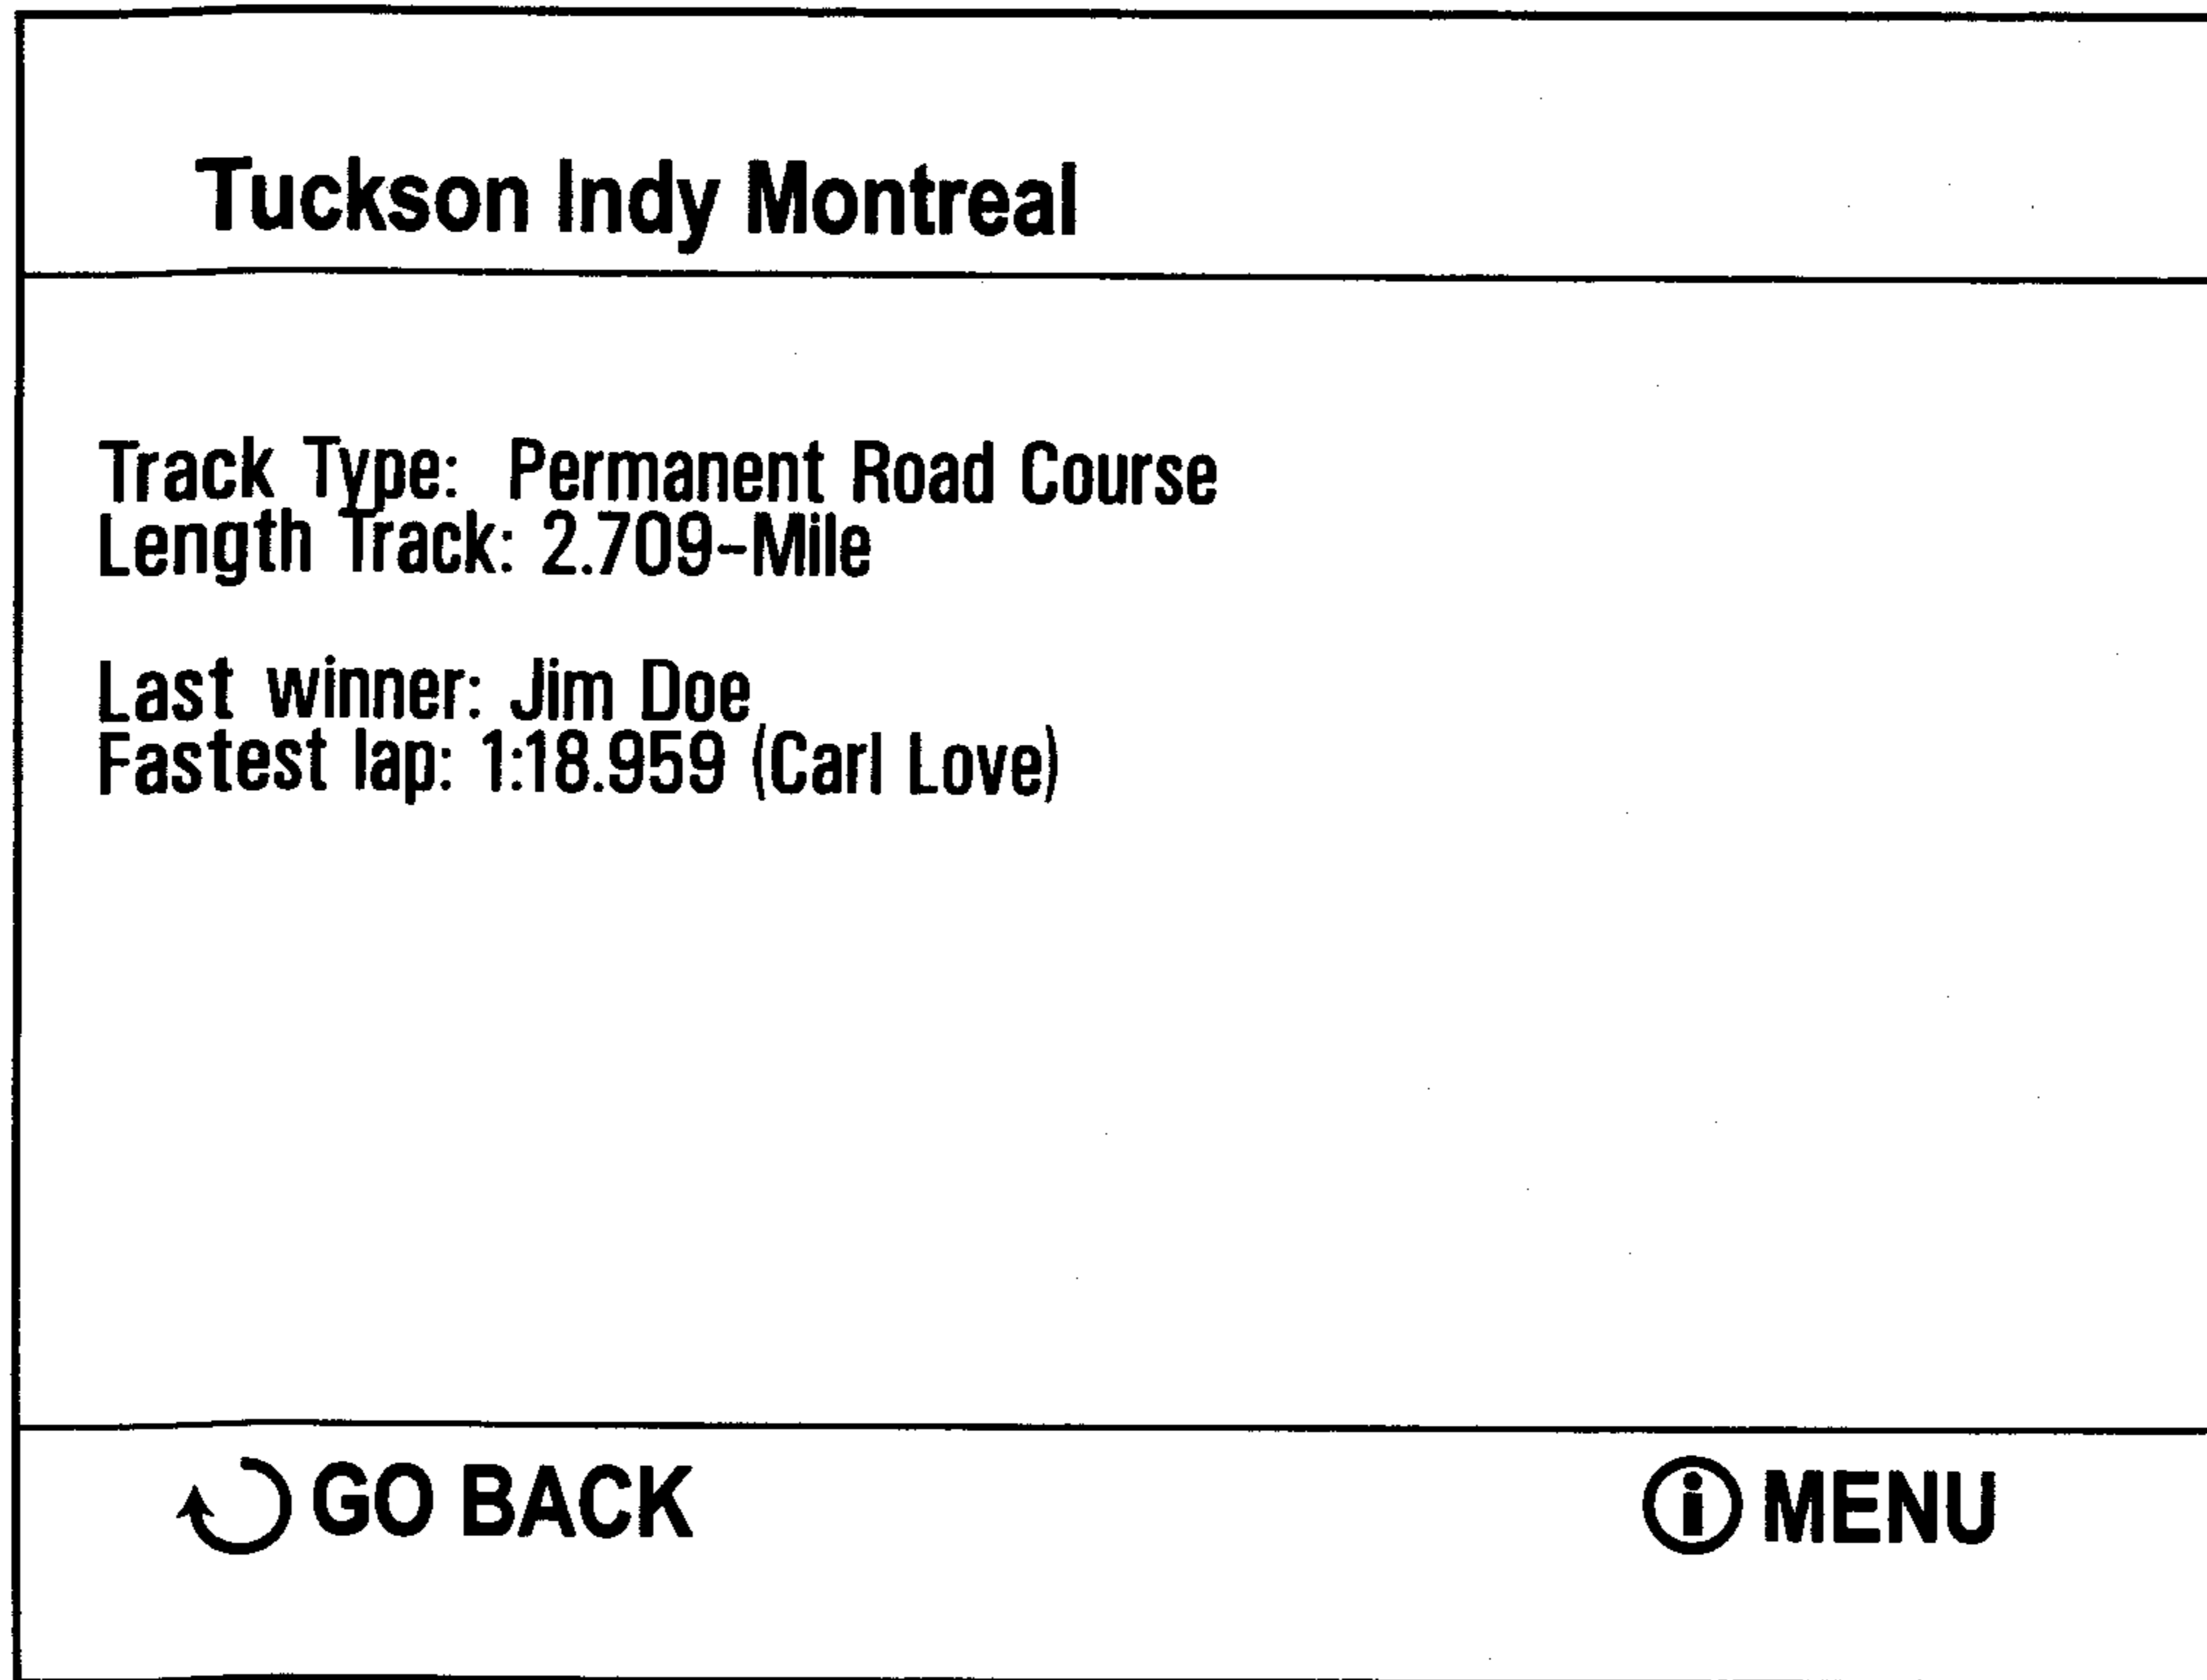 Tuckson Indy Montreal
Track Type: Permanent Road Course
Length Track: 2.709-Mile
Last winner: Jim Doe
Fastest lap: 1:18.959 (Carl Love)
GO BACK
MENU